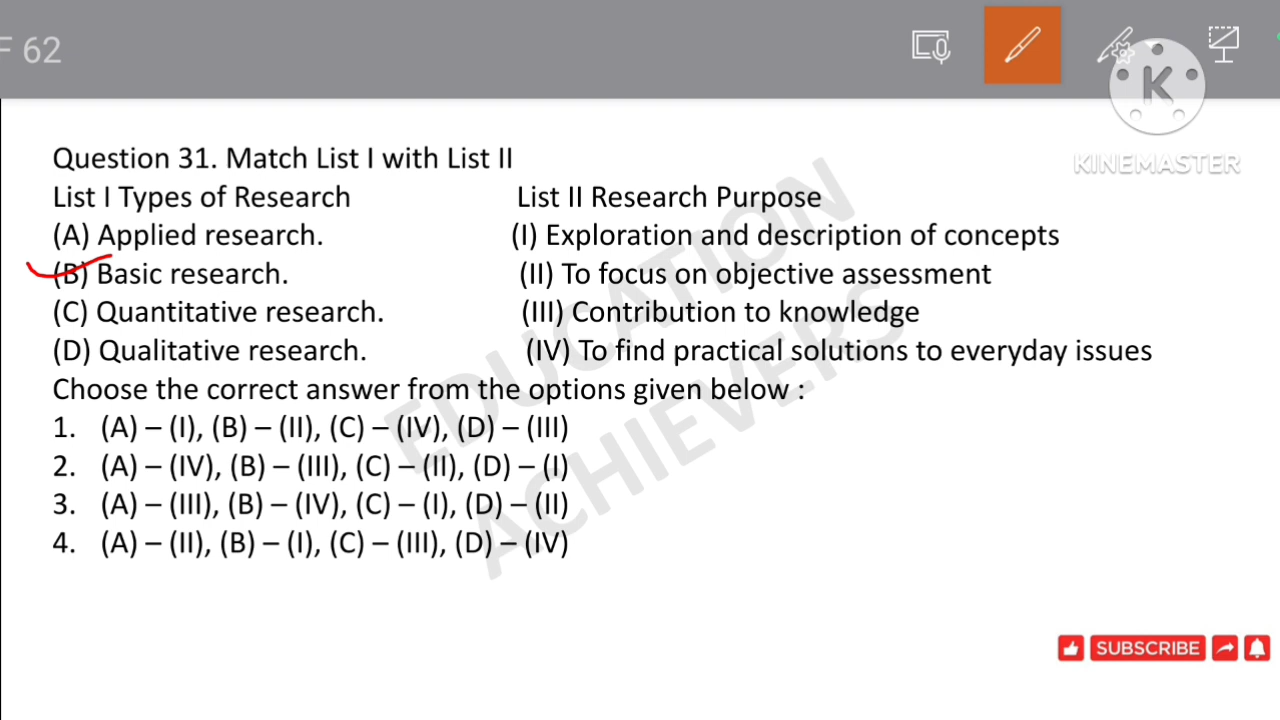 F 62
K
KINEMASTER
Question 31. Match List I with List II
List I Types of Research List II Research Purpose
(A) Applied research. (I) Exploration and description of concepts
(B) Basic research. (II) To focus on objective assessment
(C) Quantitative research. (III) Contribution to knowledge
(D) Qualitative research. (IV) To find practical solutions to everyday issues
Choose the correct answer from the options given below :
1. (A) – (I), (B) – (II), (C) – (IV), (D) – (III)
2. (A) – (IV), (B) – (III), (C) – (II), (D) – (I)
3. (A) – (III), (B) – (IV), (C) – (I), (D) – (II)
4. (A) – (II), (B) – (I), (C) – (III), (D) – (IV)
EDUCATION
ACHIEVERS
SUBSCRIBE